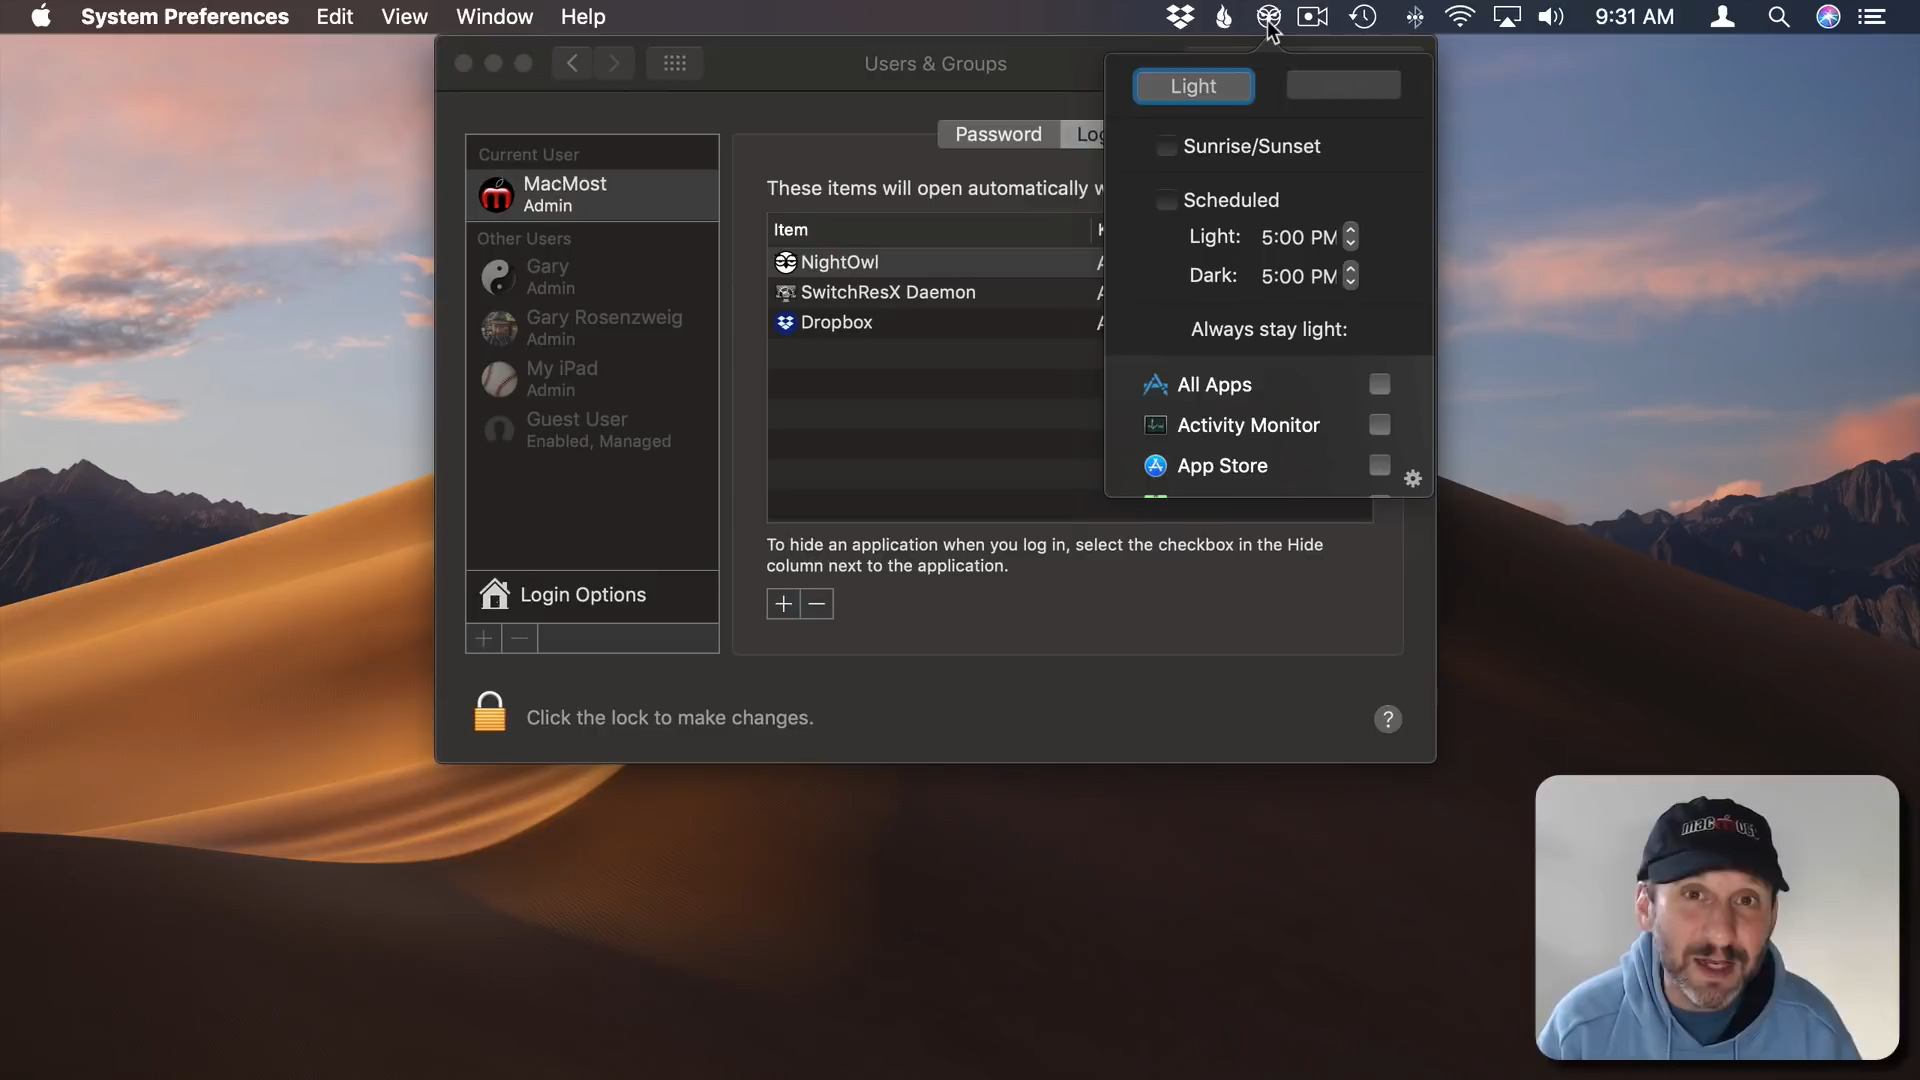 System Preferences Edit View Window Help 9:31 AM
Users & Groups
Light
Password
Log
Sunrise/Sunset
Current User
MacMost
Admin
These items will open automatically w
Scheduled
Item
Light: 5:00 PM
Other Users
NightOwl
Gary
Admin
Dark: 5:00 PM
SwitchResX Daemon
Gary Rosenzweig
Admin
Dropbox
Always stay light:
My iPad
Admin
All Apps
Guest User
Enabled, Managed
Activity Monitor
App Store
To hide an application when you log in, select the checkbox in the Hide
column next to the application.
Login Options
Click the lock to make changes.
?